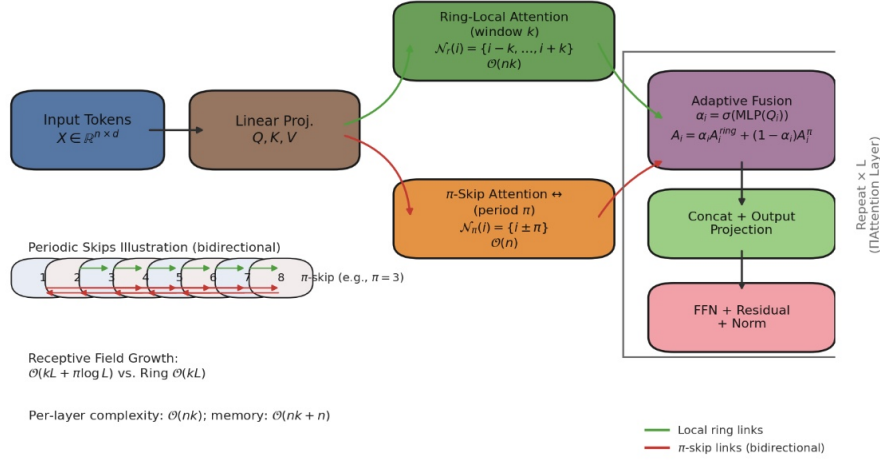 Ring-Local Attention
(window k)
𝒩ᵣ(i) = {i − k, ..., i + k}
𝒪(nk)
Input Tokens
X ∈ ℝⁿˣᵈ
Linear Proj.
Q, K, V
Adaptive Fusion
αᵢ = σ(MLP(Qᵢ))
Aᵢ = αᵢAᵢʳⁱⁿᵍ + (1 − αᵢ)Aᵢ^π
π-Skip Attention ↔
(period π)
𝒩_π(i) = {i ± π}
𝒪(n)
Concat + Output
Projection
FFN + Residual
+ Norm
Repeat × L
(ΠAttention Layer)
Periodic Skips Illustration (bidirectional)
1 2 3 4 5 6 7 8 π-skip (e.g., π = 3)
Receptive Field Growth:
𝒪(kL + π log L) vs. Ring 𝒪(kL)
Per-layer complexity: 𝒪(nk); memory: 𝒪(nk + n)
Local ring links
π-skip links (bidirectional)